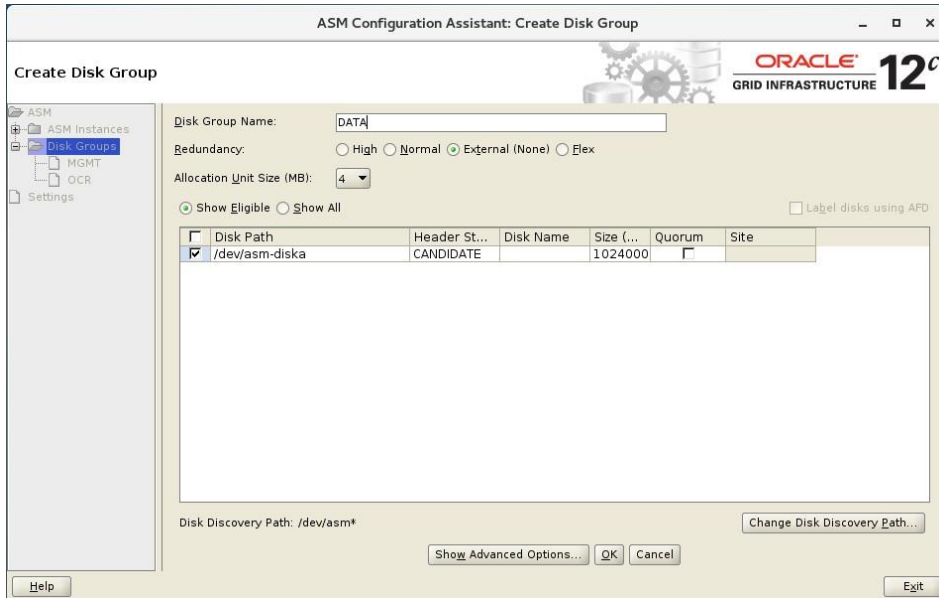 ASM Configuration Assistant: Create Disk Group
Create Disk Group
ORACLE
GRID INFRASTRUCTURE 12c
ASM
ASM Instances
Disk Groups
MGMT
OCR
Settings
Disk Group Name: DATA
Redundancy: High Normal External (None) Flex
Allocation Unit Size (MB): 4
Show Eligible Show All Label disks using AFD
Disk Path Header St... Disk Name Size (... Quorum Site
/dev/asm-diska CANDIDATE 1024000
Disk Discovery Path: /dev/asm* Change Disk Discovery Path...
Show Advanced Options... OK Cancel
Help Exit